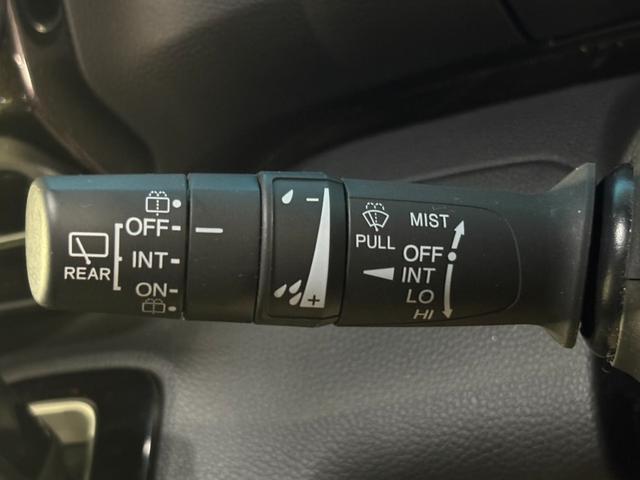 REAR
OFF
INT
ON
−
+
PULL
MIST
OFF
INT
LO
HI